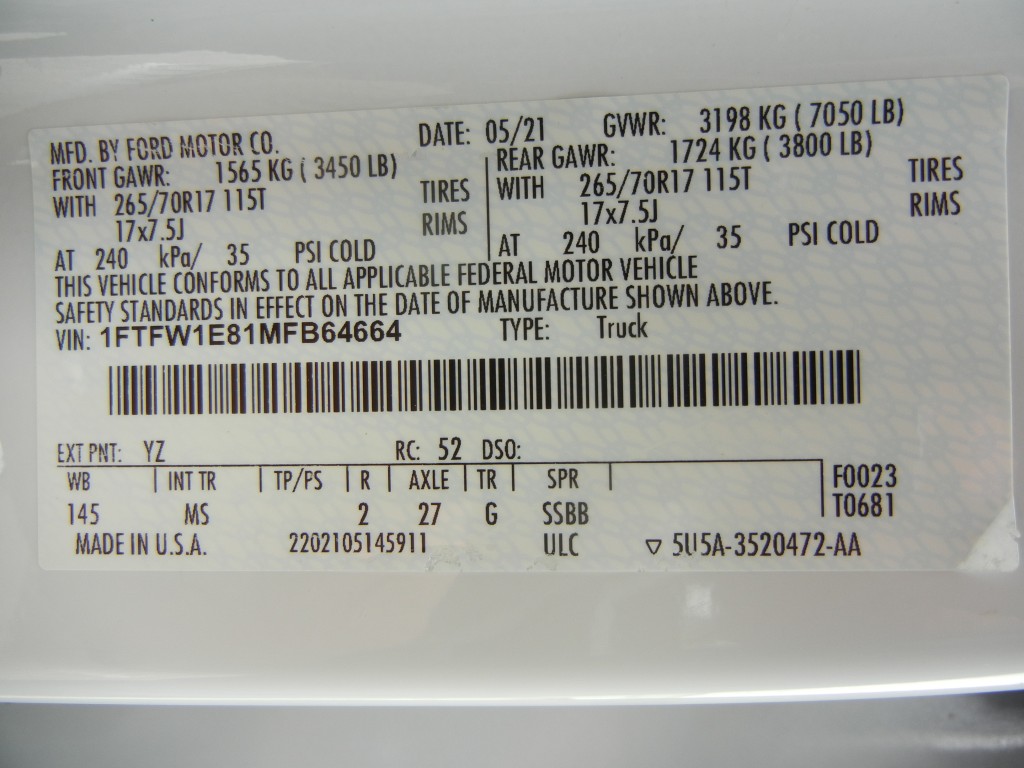 MFD. BY FORD MOTOR CO. DATE: 05/21 GVWR: 3198 KG ( 7050 LB)
FRONT GAWR: 1565 KG ( 3450 LB) REAR GAWR: 1724 KG ( 3800 LB)
WITH 265/70R17 115T TIRES WITH 265/70R17 115T TIRES
17x7.5J RIMS 17x7.5J RIMS
AT 240 kPa/ 35 PSI COLD AT 240 kPa/ 35 PSI COLD
THIS VEHICLE CONFORMS TO ALL APPLICABLE FEDERAL MOTOR VEHICLE
SAFETY STANDARDS IN EFFECT ON THE DATE OF MANUFACTURE SHOWN ABOVE.
VIN: 1FTFW1E81MFB64664 TYPE: Truck
EXT PNT: YZ RC: 52 DSO:
WB INT TR TP/PS R AXLE TR SPR F0023
145 MS 2 27 G SSBB T0681
MADE IN U.S.A. 2202105145911 ULC ▽ 5U5A-3520472-AA